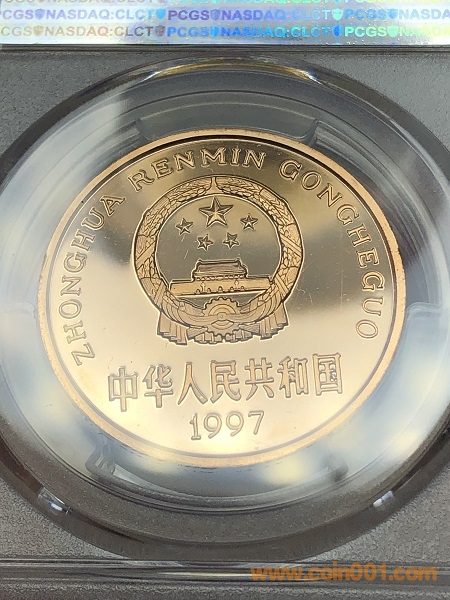 PCGS NASDAQ:CLCT PCGS NASDAQ:CLCT PCGS NASDAQ:CLCT
ZHONGHUA RENMIN GONGHEGUO
中华人民共和国
1997
www.coin001.com